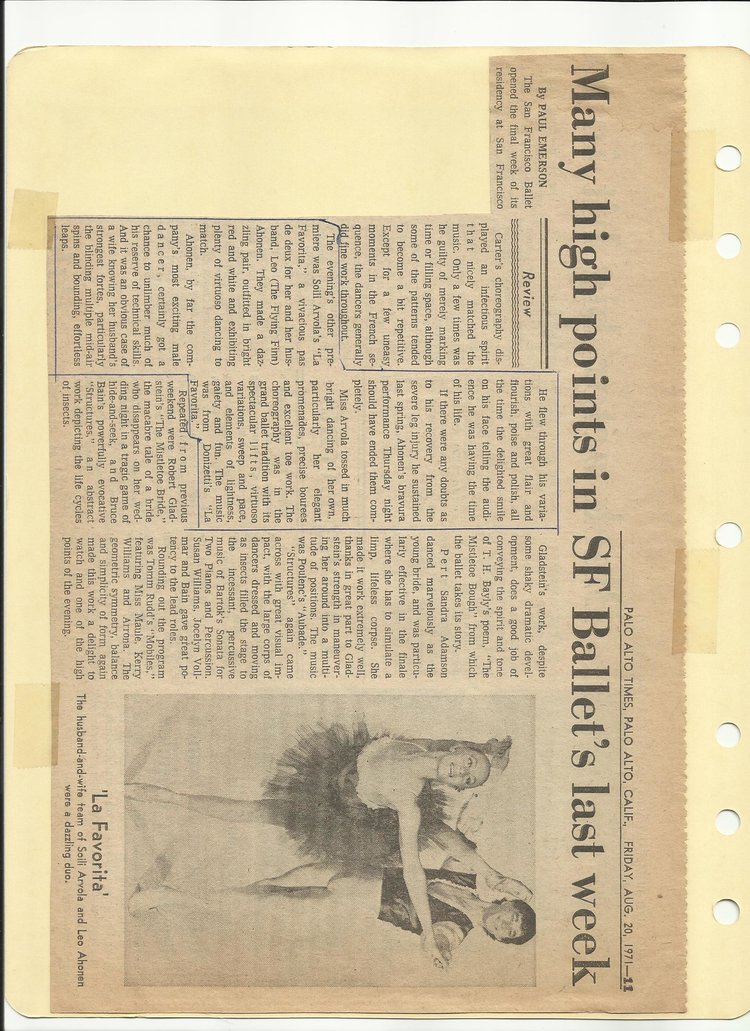 PALO ALTO TIMES, PALO ALTO, CALIF., FRIDAY, AUG. 20, 1971—11
Many high points in SF Ballet's last week
By PAUL EMERSON
The San Francisco Ballet
opened the final week of its
residency at San Francisco
Review
Carter's choreography dis-
played an infectious spirit
that nicely matched the
music. Only a few times was
he guilty of merely marking
time or filling space, although
some of the patterns tended
to become a bit repetitive.
Except for a few uneasy
moments in the French se-
quence, the dancers generally
did fine work throughout.
The evening's other pre-
miere was Soili Arvola's "La
Favorita," a vivacious pas
de deux for her and her hus-
band, Leo (The Flying Finn)
Ahonen. They made a daz-
zling pair, outfitted in bright
red and white and exhibiting
plenty of virtuoso dancing to
match.
Ahonen, by far the com-
pany's most exciting male
dancer, certainly got a
chance to unlimber much of
his reserve of technical skills.
And it was an obvious case of
a wife knowing her husband's
strongest fortes, particularly
the blinding multiple mid-air
spins and bounding, effortless
leaps.
He flew through his varia-
tions with great flair and
flourish, poise and polish, all
the time the delighted smile
on his face telling the audi-
ence he was having the time
of his life.
If there were any doubts as
to his recovery from the
severe leg injury he sustained
last spring, Ahonen's bravura
performance Thursday night
should have ended them com-
pletely.
Miss Arvola tossed in much
bright dancing of her own,
particularly her elegant
promenades, precise bourees
and excellent toe work. The
choreography was in the
grand ballet tradition with its
spectacular lifts, virtuoso
variations, sweep and pace,
and elements of lightness,
gaiety and fun. The music
was from Donizetti's "La
Favorita."
Repeated from previous
weekend were Robert Glad-
stein's "The Mistletoe Bride,"
the macabre tale of a bride
who disappears on her wed-
ding night in a tragic game of
hide-and-seek, and Bruce
Bain's powerfully evocative
"Structures," an abstract
work depicting the life cycles
of insects.
Gladstein's work, despite
some shaky dramatic devel-
opment, does a good job of
conveying the spirit and tone
of T. H. Bayly's poem, "The
Mistletoe Bough" from which
the ballet takes its story.
Pert Sandra Adamson
danced marvelously as the
young bride, and was particu-
larly effective in the finale
where she has to simulate a
limp, lifeless corpse. She
made it work extremely well,
thanks in great part to Glad-
stein's strength in maneuver-
ing her around into a multi-
tude of positions. The music
was Poulenc's "Aubade."
"Structures" again came
across with great visual im-
pact, with the large corps of
dancers dressed and moving
as insects filled the stage to
the incessant, percussive
music of Bartok's Sonata for
Two Pianos and Percussion.
Susan Williams, Jocelyn Voll-
mar and Bain gave great po-
tency to the lead roles.
Rounding out the program
was Tomm Rudd's "Mobiles,"
featuring Miss Maule, Kerry
Williams and Arrona. The
geometric symmetry, balance
and simplicity of form again
made this work a delight to
watch and one of the high
points of the evening.
'La Favorita'
The husband-and-wife team of Soili Arvola and Leo Ahonen
were a dazzling duo.